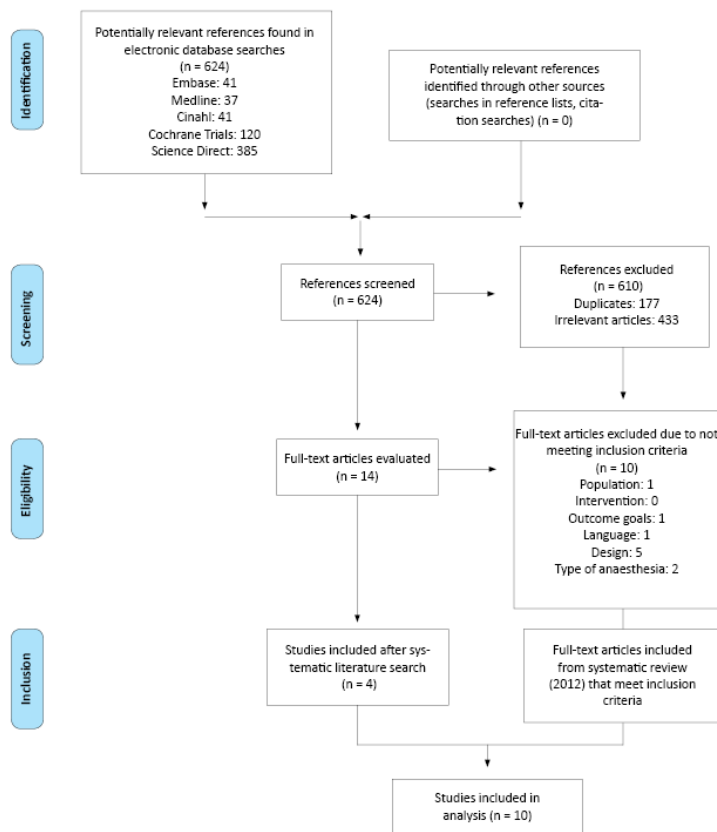 Identification
Potentially relevant references found in
electronic database searches
(n = 624)
Embase: 41
Medline: 37
Cinahl: 41
Cochrane Trials: 120
Science Direct: 385
Potentially relevant references
identified through other sources
(searches in reference lists, cita-
tion searches) (n = 0)
Screening
References screened
(n = 624)
References excluded
(n = 610)
Duplicates: 177
Irrelevant articles: 433
Eligibility
Full-text articles evaluated
(n = 14)
Full-text articles excluded due to not
meeting inclusion criteria
(n = 10)
Population: 1
Intervention: 0
Outcome goals: 1
Language: 1
Design: 5
Type of anaesthesia: 2
Inclusion
Studies included after sys-
tematic literature search
(n = 4)
Full-text articles included
from systematic review
(2012) that meet inclusion
criteria
Studies included in
analysis (n = 10)